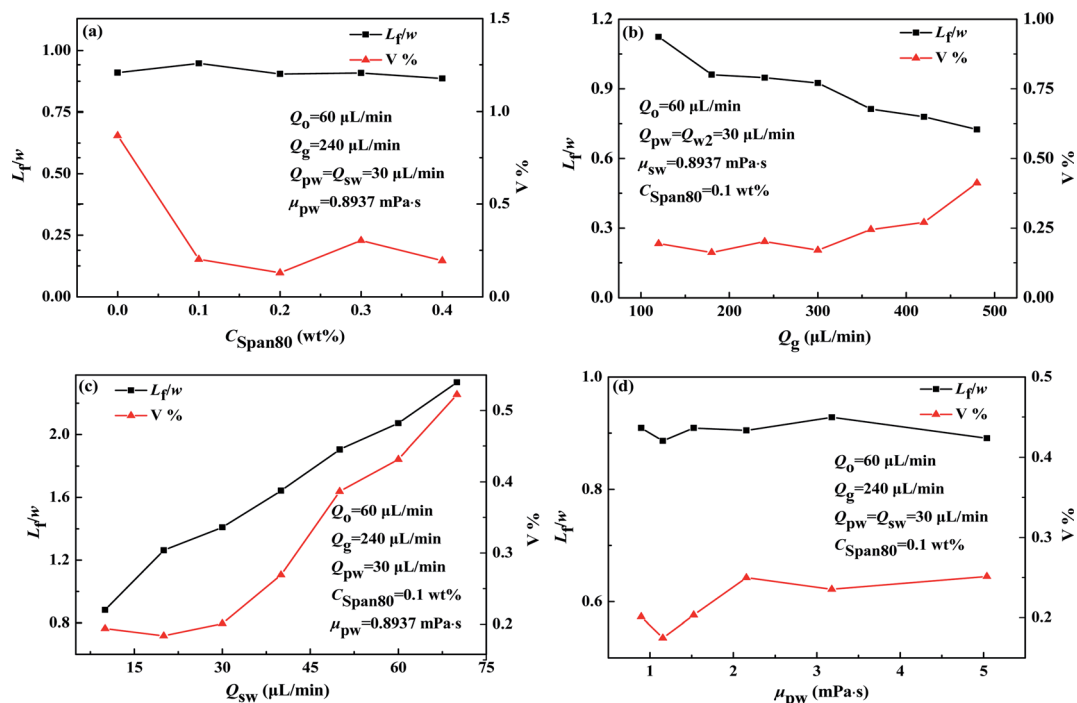 (a)
L_f/w
V %
Q_o=60 μL/min
Q_g=240 μL/min
Q_pw=Q_sw=30 μL/min
μ_pw=0.8937 mPa·s
1.00
0.75
0.50
0.25
0.00
L_f/w
1.5
1.0
0.5
0.0
V %
0.0 0.1 0.2 0.3 0.4
C_Span80 (wt%)
(b)
L_f/w
V %
Q_o=60 μL/min
Q_pw=Q_w2=30 μL/min
μ_sw=0.8937 mPa·s
C_Span80=0.1 wt%
1.2
0.9
0.6
0.3
0.0
L_f/w
1.00
0.75
0.50
0.25
0.00
V %
100 200 300 400 500
Q_g (μL/min)
(c)
L_f/w
V %
Q_o=60 μL/min
Q_g=240 μL/min
Q_pw=30 μL/min
C_Span80=0.1 wt%
μ_pw=0.8937 mPa·s
2.0
1.6
1.2
0.8
L_f/w
0.5
0.4
0.3
0.2
V %
15 30 45 60 75
Q_sw (μL/min)
(d)
L_f/w
V %
Q_o=60 μL/min
Q_g=240 μL/min
Q_pw=Q_sw=30 μL/min
C_Span80=0.1 wt%
1.0
0.9
0.8
0.6
L_f/w
0.5
0.4
0.3
0.2
V %
1 2 3 4 5
μ_pw (mPa·s)